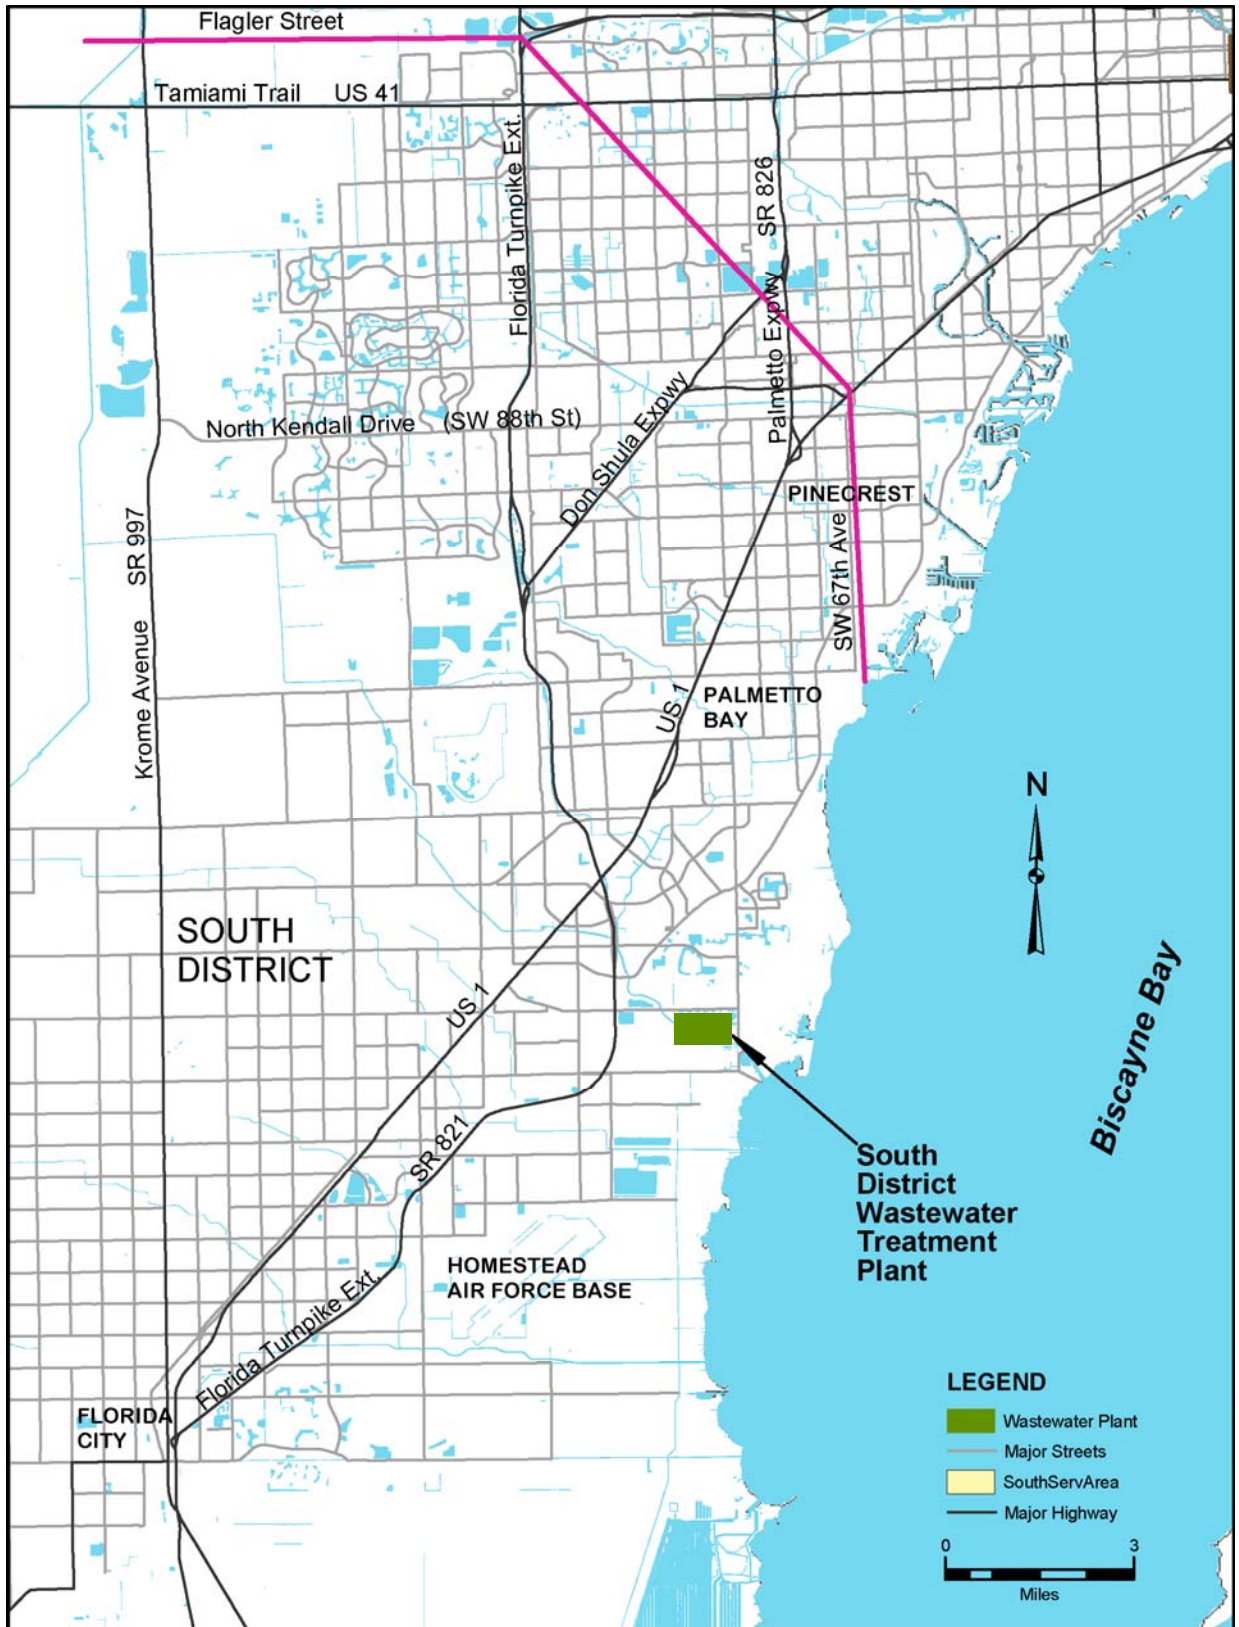 Flagler Street
Tamiami Trail US 41
Florida Turnpike Ext.
SR 826
Palmetto Expwy
North Kendall Drive (SW 88th St)
Don Shula Expwy
PINECREST
SW 67th Ave
Krome Avenue SR 997
US 1
PALMETTO
BAY
N
SOUTH
DISTRICT
US 1
Biscayne Bay
SR 821
South
District
Wastewater
Treatment
Plant
HOMESTEAD
AIR FORCE BASE
Florida Turnpike Ext.
FLORIDA
CITY
LEGEND
Wastewater Plant
Major Streets
SouthServArea
Major Highway
0 3
Miles